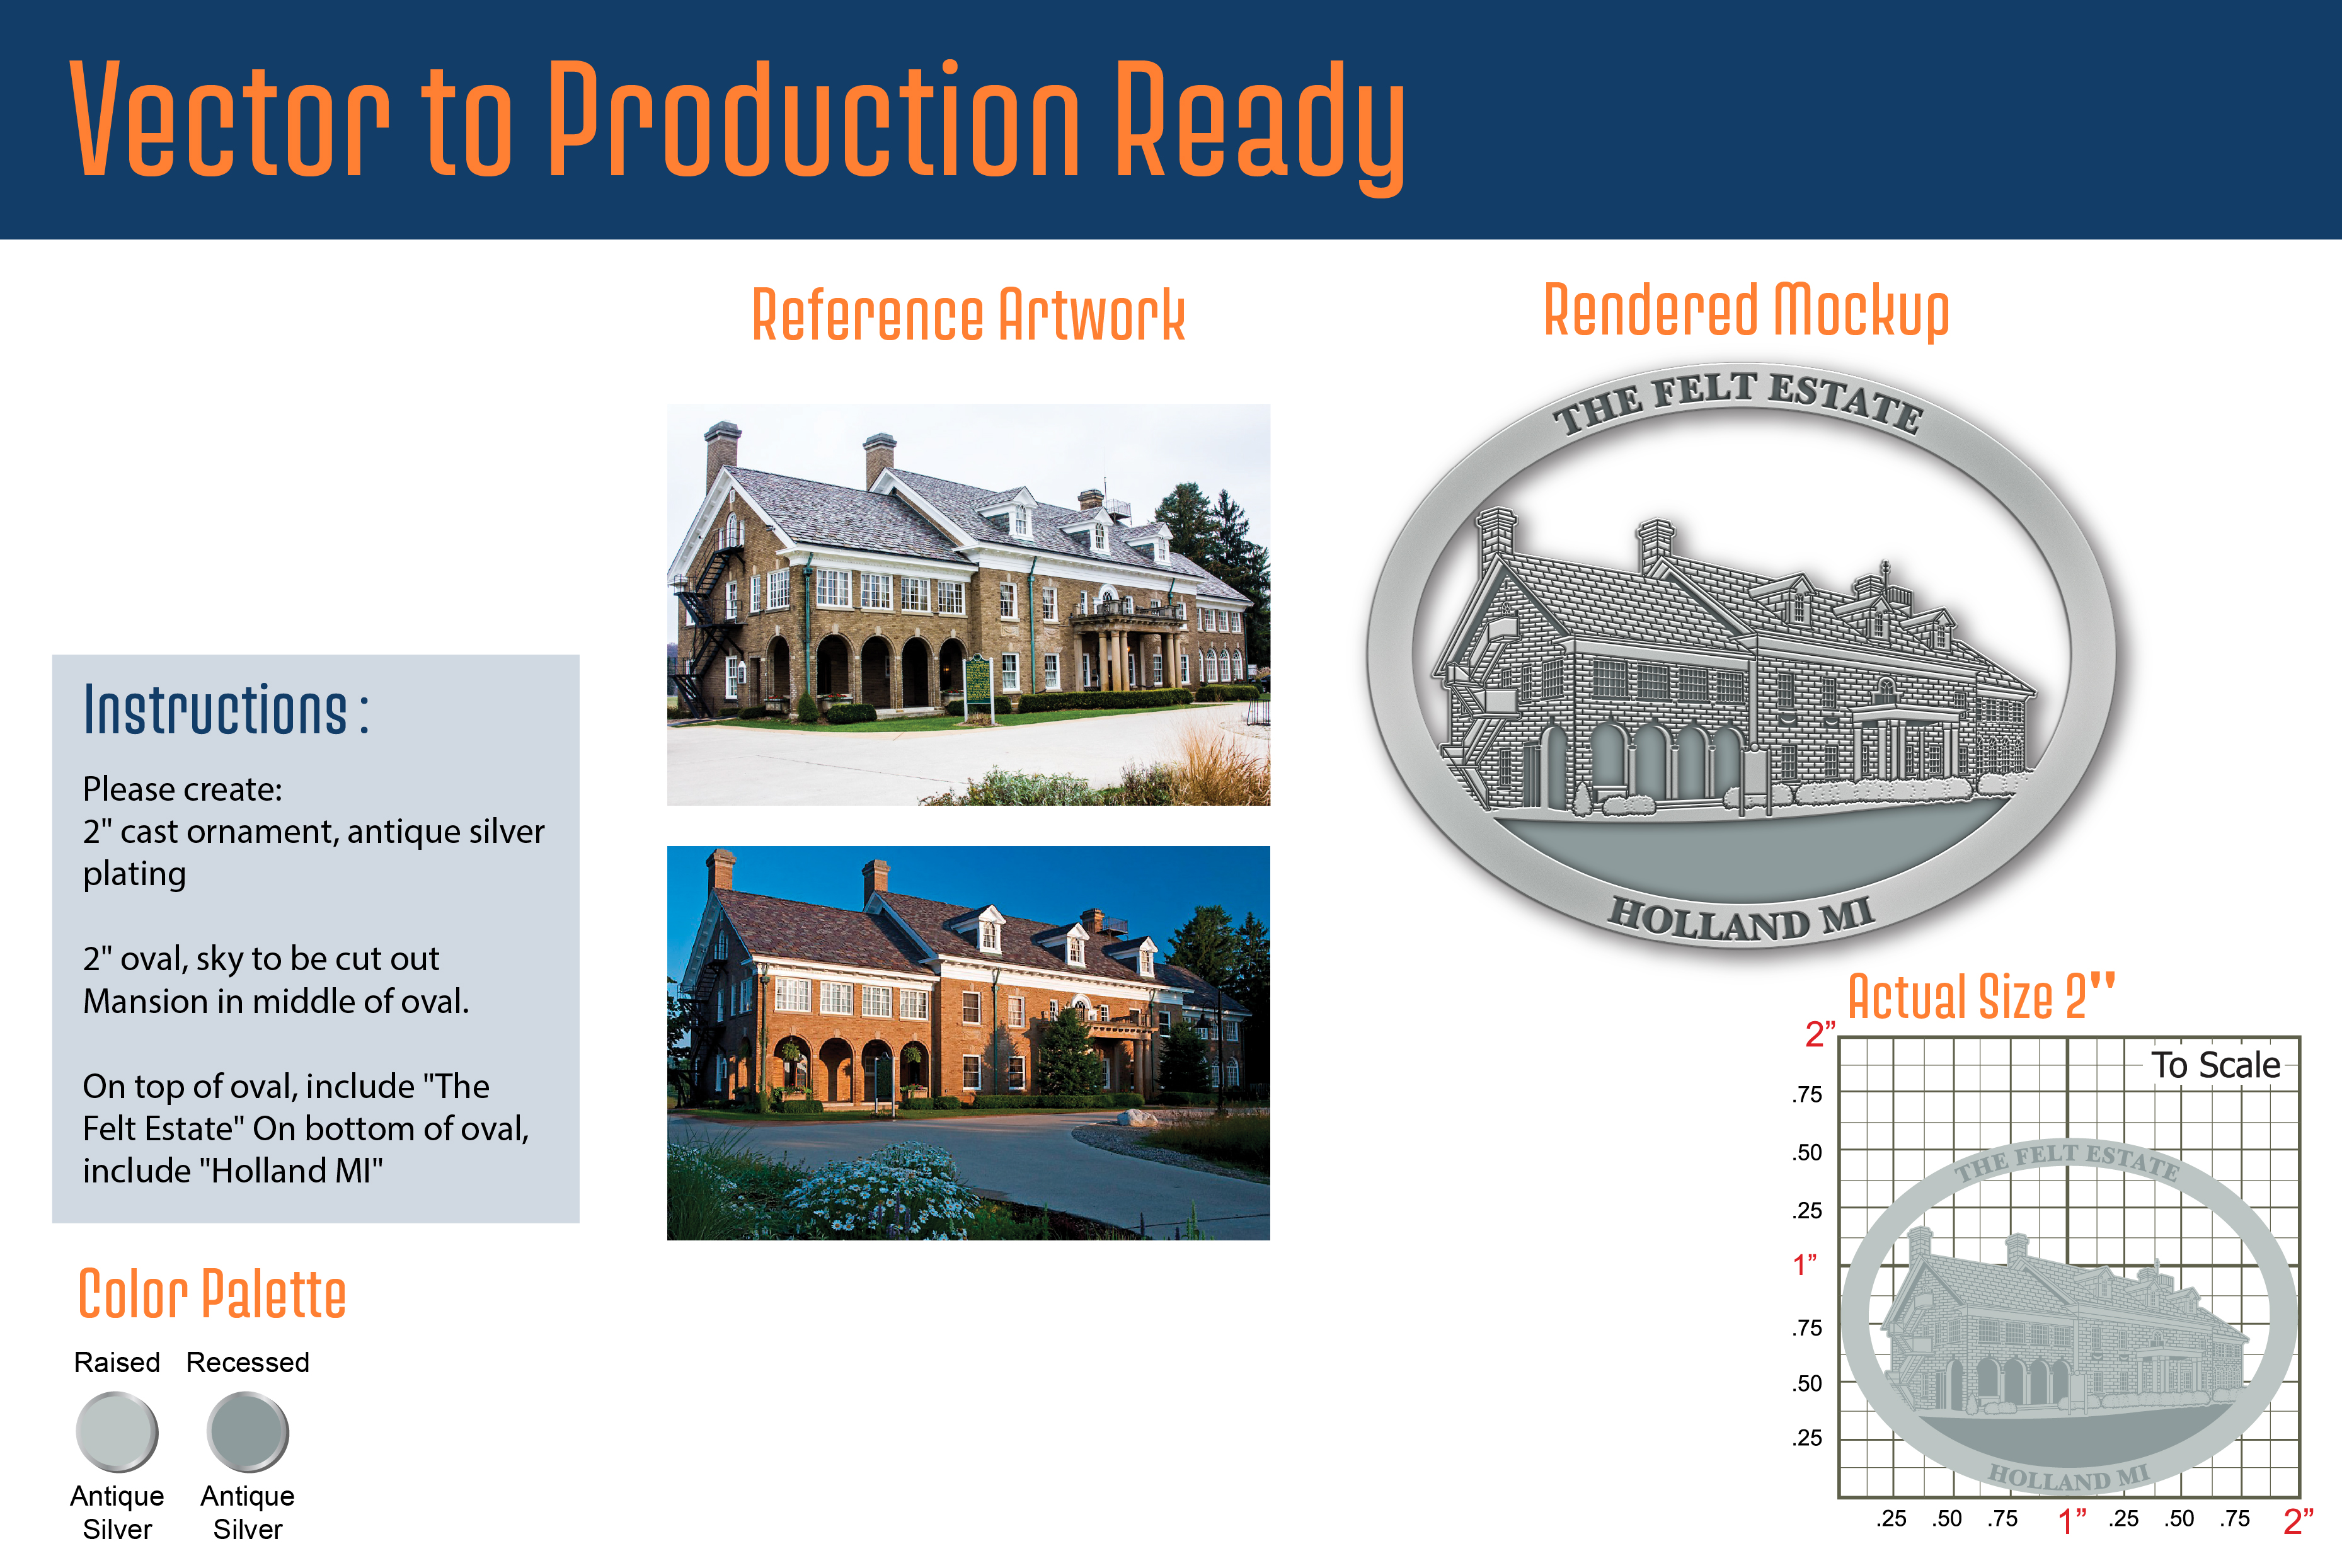 Vector to Production Ready
Reference Artwork
Rendered Mockup
THE FELT ESTATE
HOLLAND MI
Instructions :
Please create:
2" cast ornament, antique silver
plating
2" oval, sky to be cut out
Mansion in middle of oval.
On top of oval, include "The
Felt Estate" On bottom of oval,
include "Holland MI"
Color Palette
Raised Recessed
Antique Antique
Silver Silver
Actual Size 2"
2”
To Scale
.75
.50
.25
1”
.75
.50
.25
THE FELT ESTATE
HOLLAND MI
.25 .50 .75 1” .25 .50 .75 2”